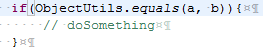 if(ObjectUtils.equals(a, b)){¤¶
// doSomething¤¶
}¤¶